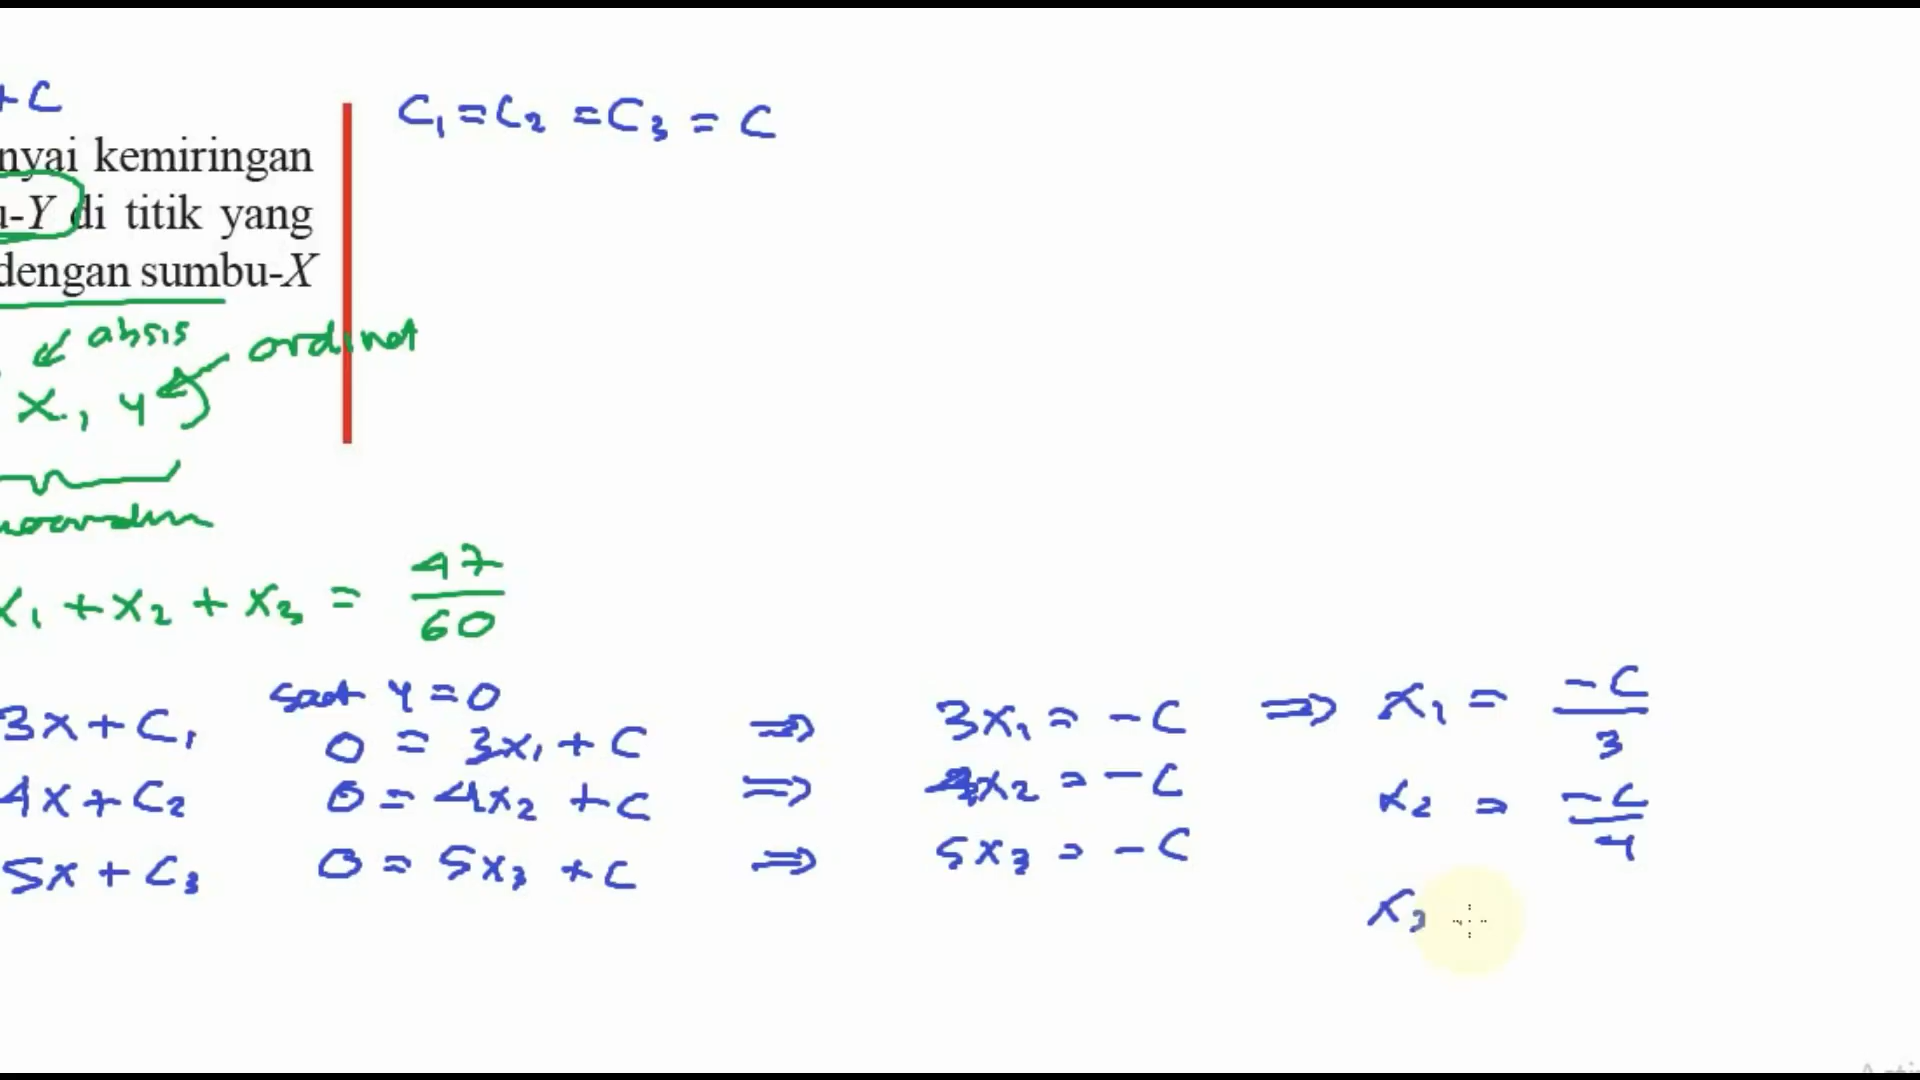 +C
C₁ = C₂ = C₃ = C
nyai kemiringan
u-Y di titik yang
dengan sumbu-X
absis
ordinat
x, y)
x₁ + x₂ + x₃ = 47/60
saat y = 0
3x + C₁ 0 = 3x₁ + C ⇒ 3x₁ = -C ⇒ x₁ = -C/3
4x + C₂ 0 = 4x₂ + C ⇒ 4x₂ = -C x₂ = -C/4
5x + C₃ 0 = 5x₃ + C ⇒ 5x₃ = -C
x₃